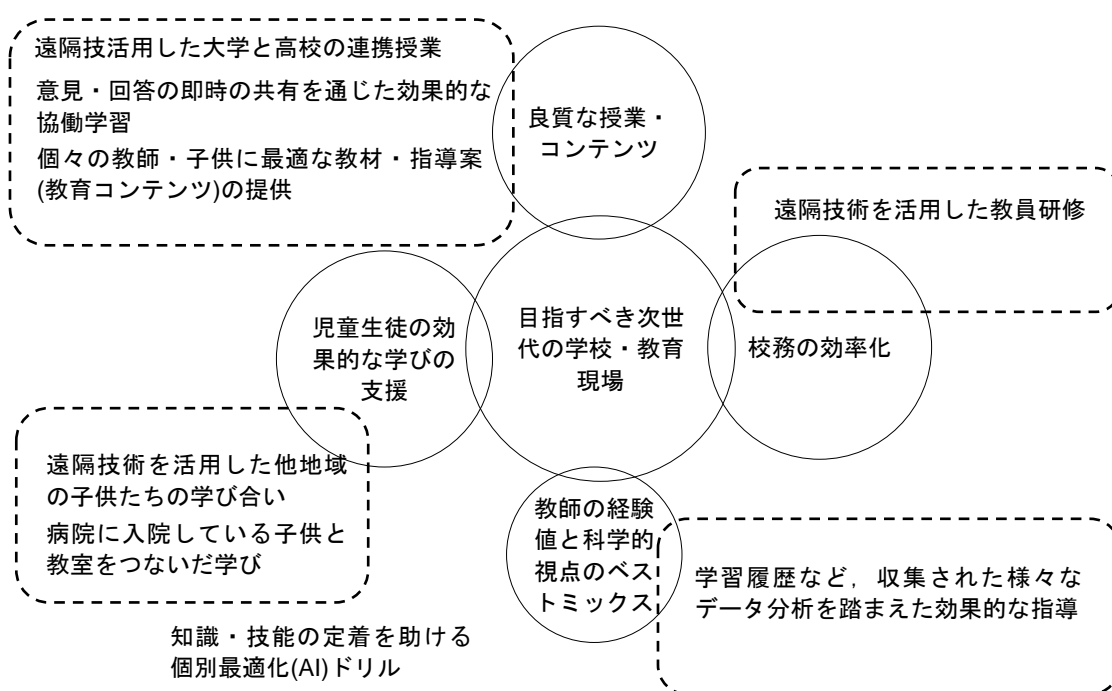 遠隔技活用した大学と高校の連携授業
意見・回答の即時の共有を通じた効果的な
協働学習
個々の教師・子供に最適な教材・指導案
(教育コンテンツ)の提供
良質な授業・
コンテンツ
遠隔技術を活用した教員研修
児童生徒の効
果的な学びの
支援
目指すべき次世
代の学校・教育
現場
校務の効率化
遠隔技術を活用した他地域
の子供たちの学び合い
病院に入院している子供と
教室をつないだ学び
教師の経験
値と科学的
視点のベス
トミックス
学習履歴など，収集された様々な
データ分析を踏まえた効果的な指導
知識・技能の定着を助ける
個別最適化(AI)ドリル